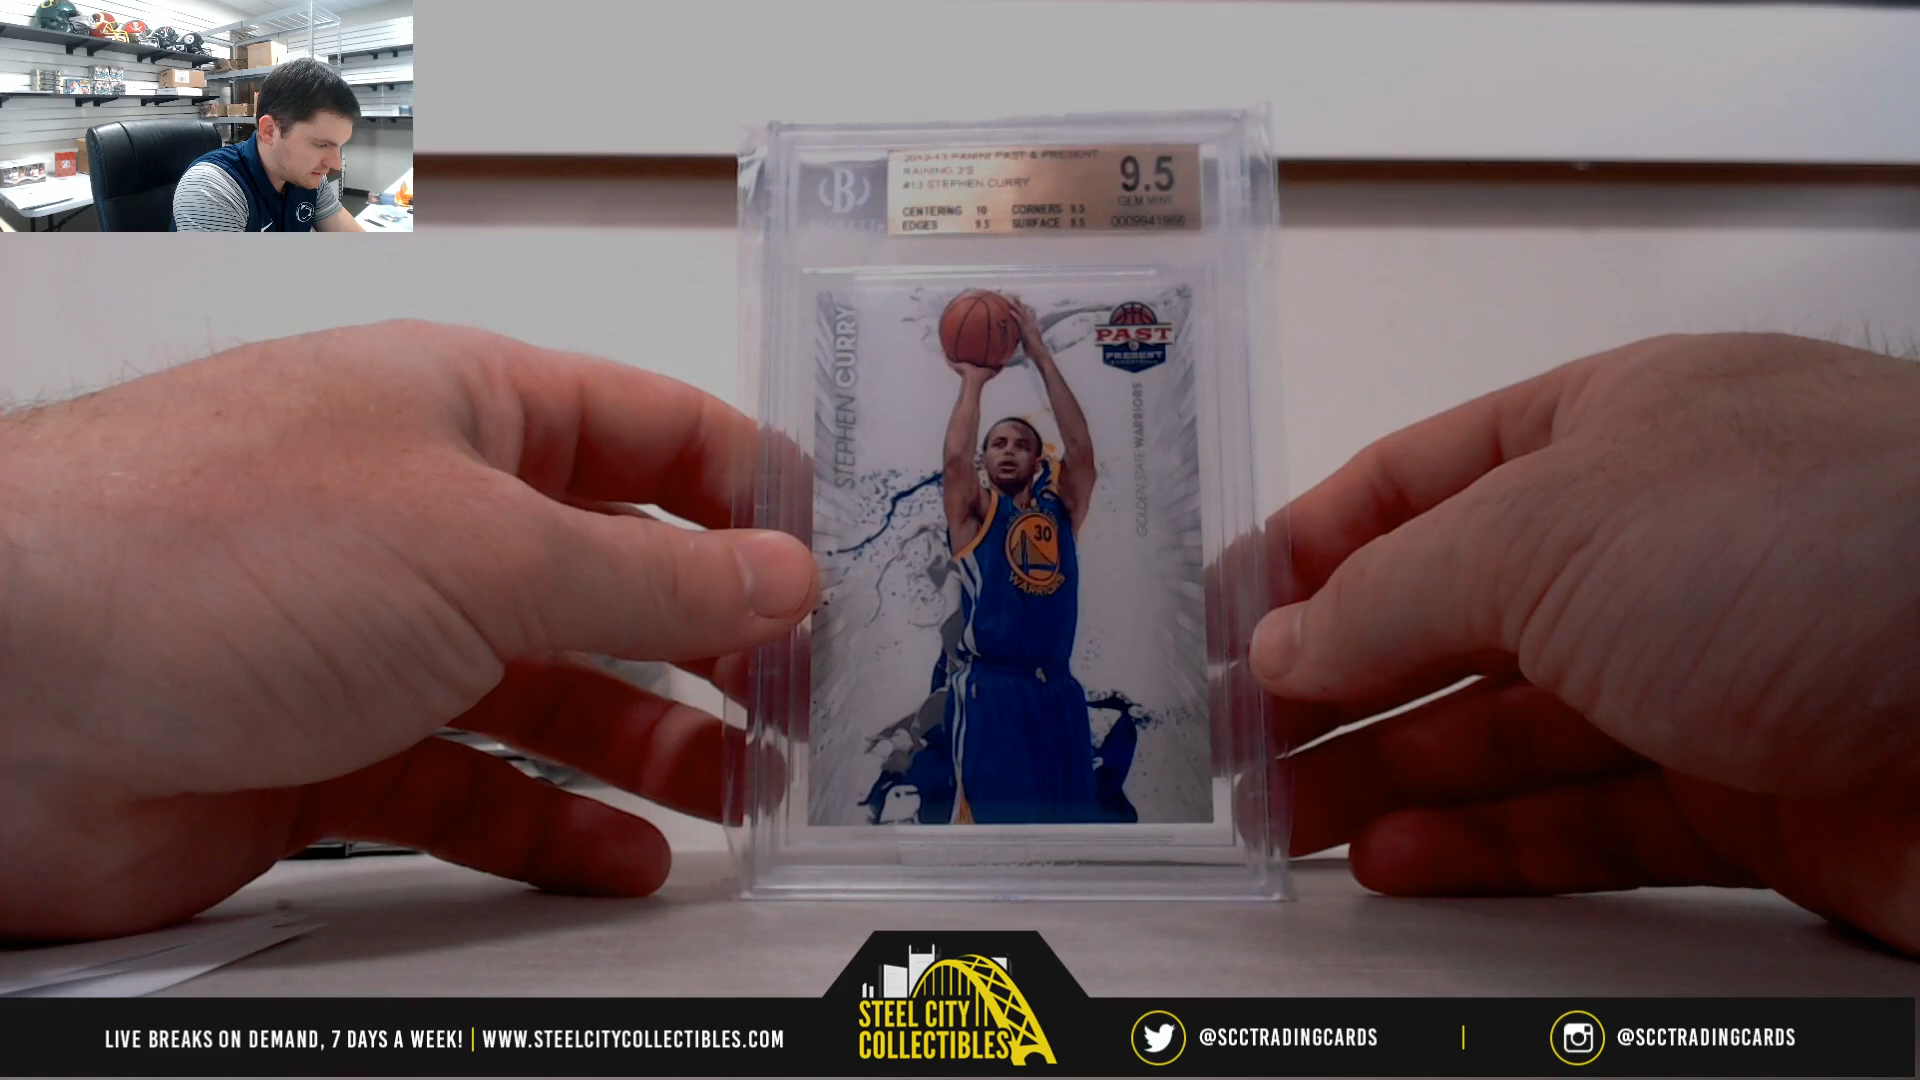 2012-13 PANINI PAST & PRESENT
RAINING 3'S
#13 STEPHEN CURRY
CENTERING 10 CORNERS 9.5
EDGES 9.5 SURFACE 9.5
9.5
GEM MINT
0009941966
B
STEPHEN CURRY
PAST
&
PRESENT
GOLDEN STATE WARRIORS
30
WARRIORS
LIVE BREAKS ON DEMAND, 7 DAYS A WEEK! | WWW.STEELCITYCOLLECTIBLES.COM
STEEL CITY
COLLECTIBLES
@SCCTRADINGCARDS | @SCCTRADINGCARDS